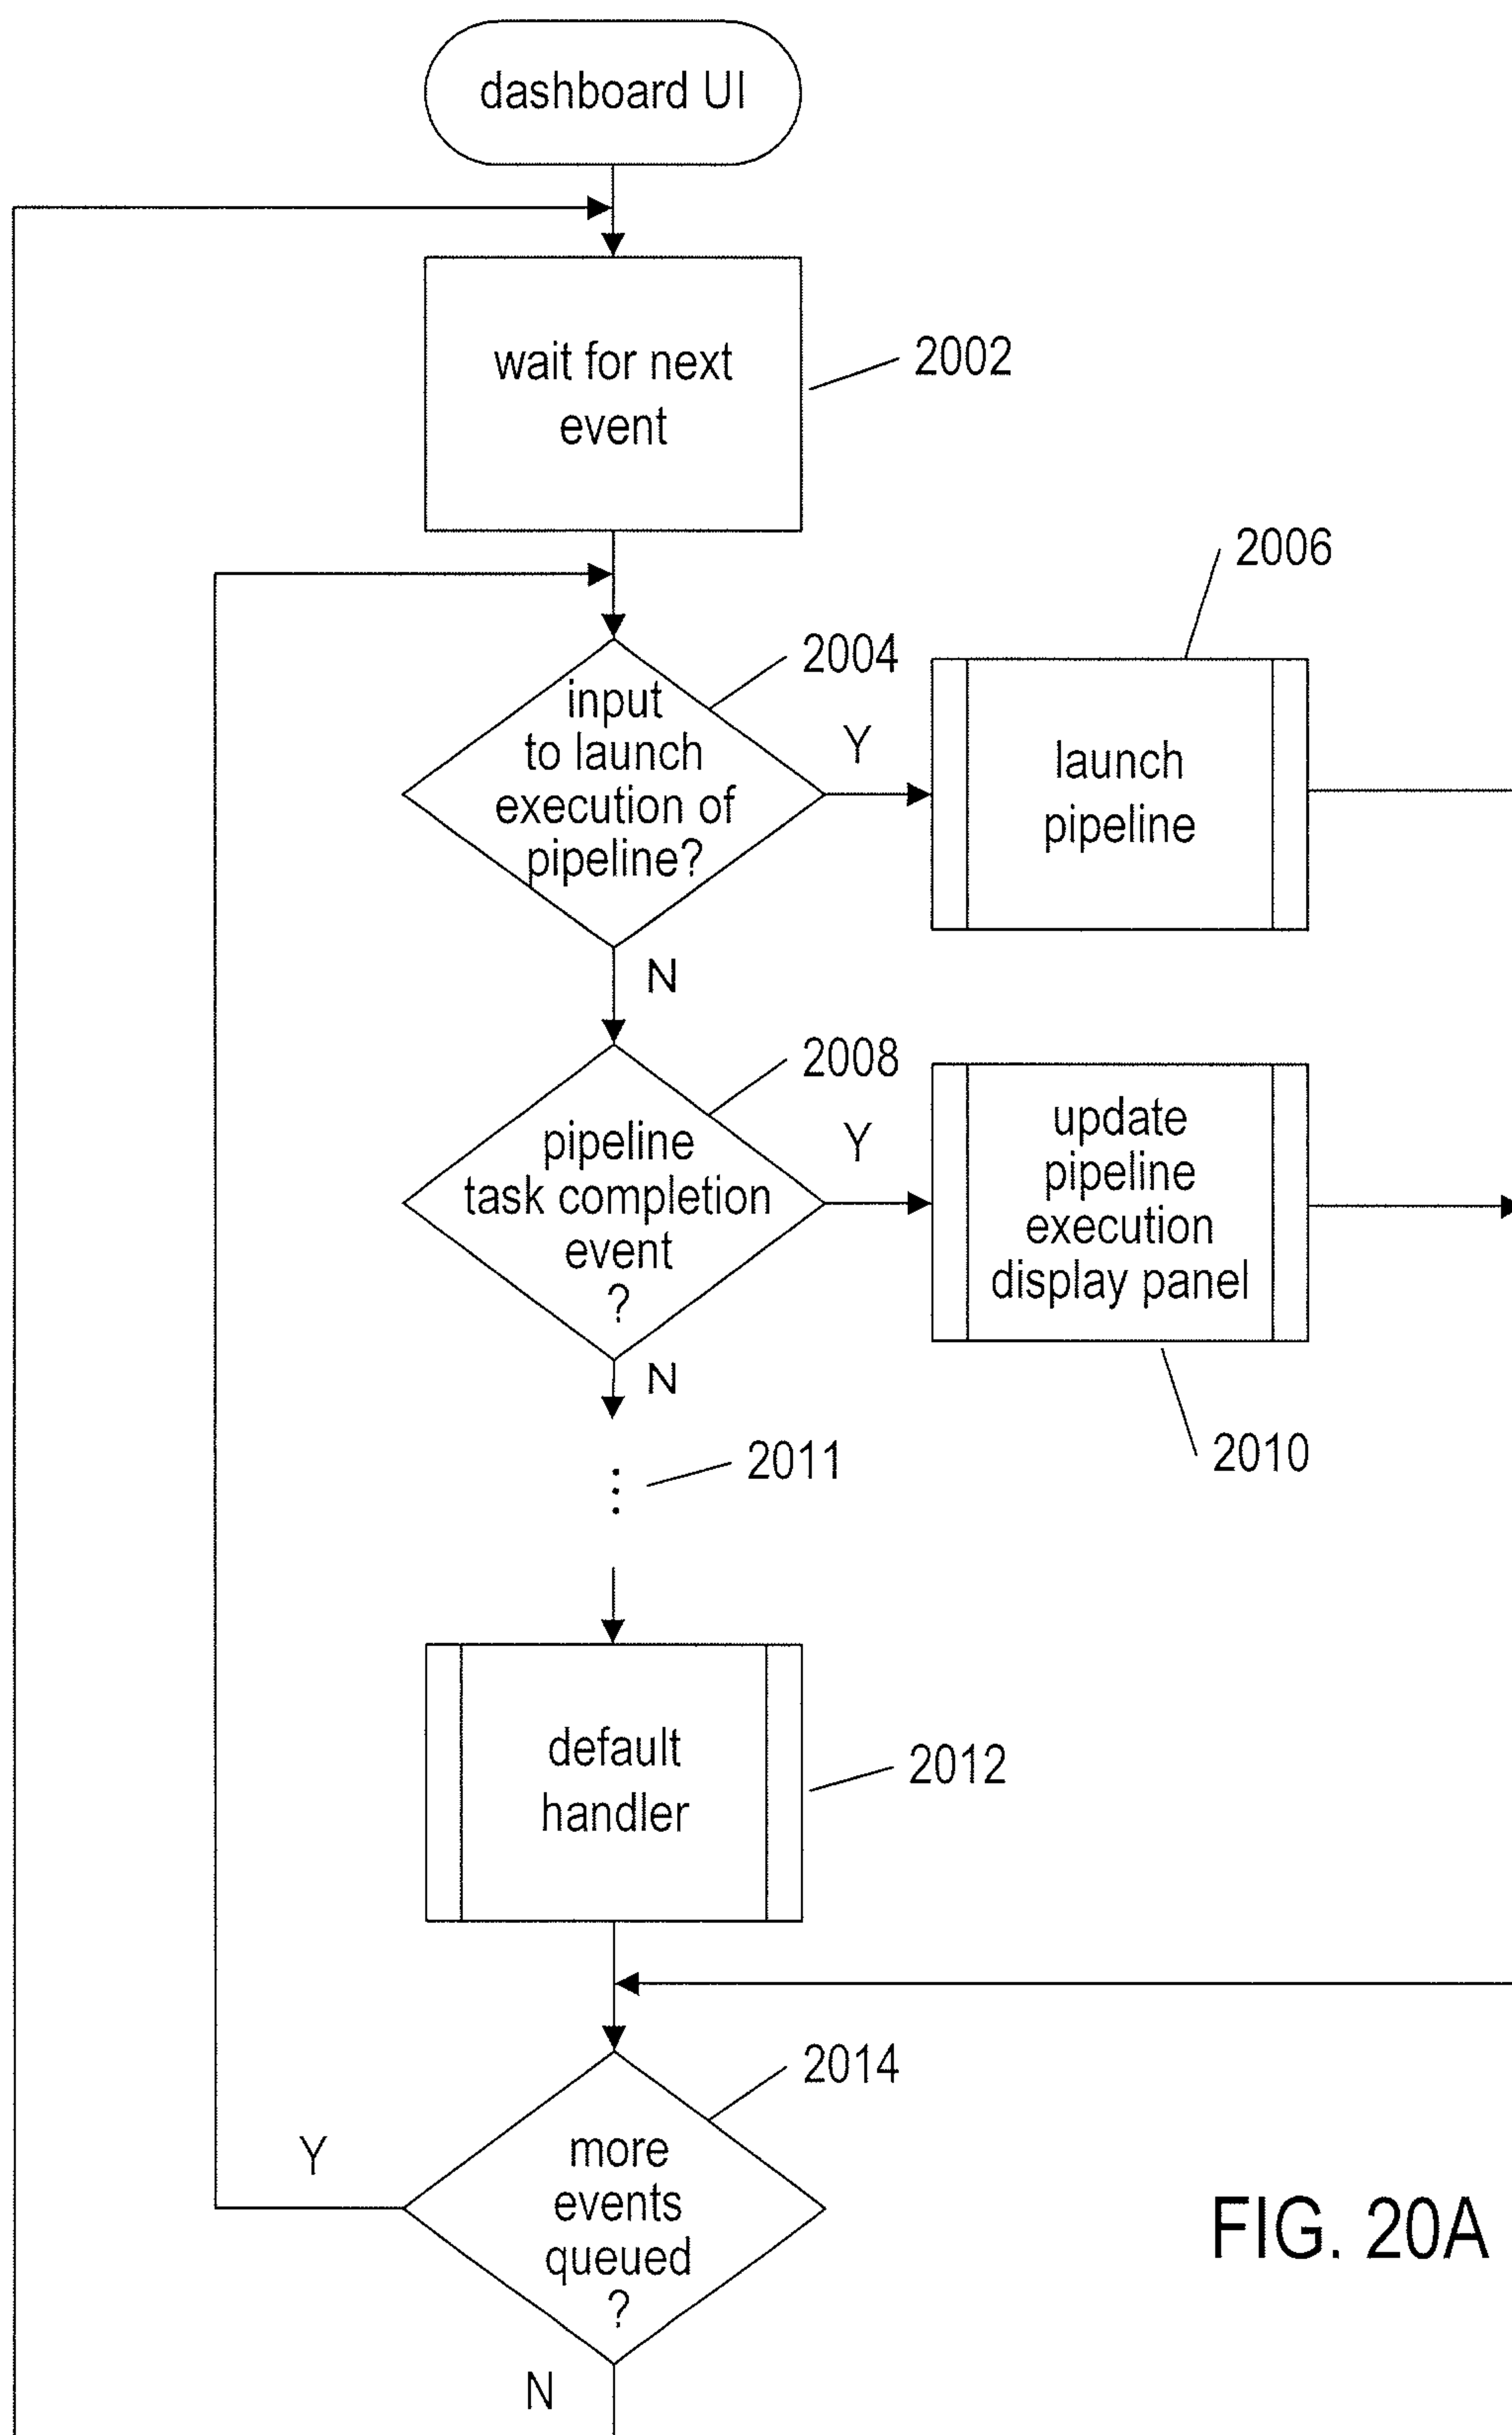 dashboard UI
wait for next
event
2002
2006
2004
input
to launch
execution of
pipeline?
Y
launch
pipeline
N
2008
pipeline
task completion
event
?
Y
update
pipeline
execution
display panel
N
2010
2011
default
handler
2012
2014
more
events
queued
?
Y
N
FIG. 20A